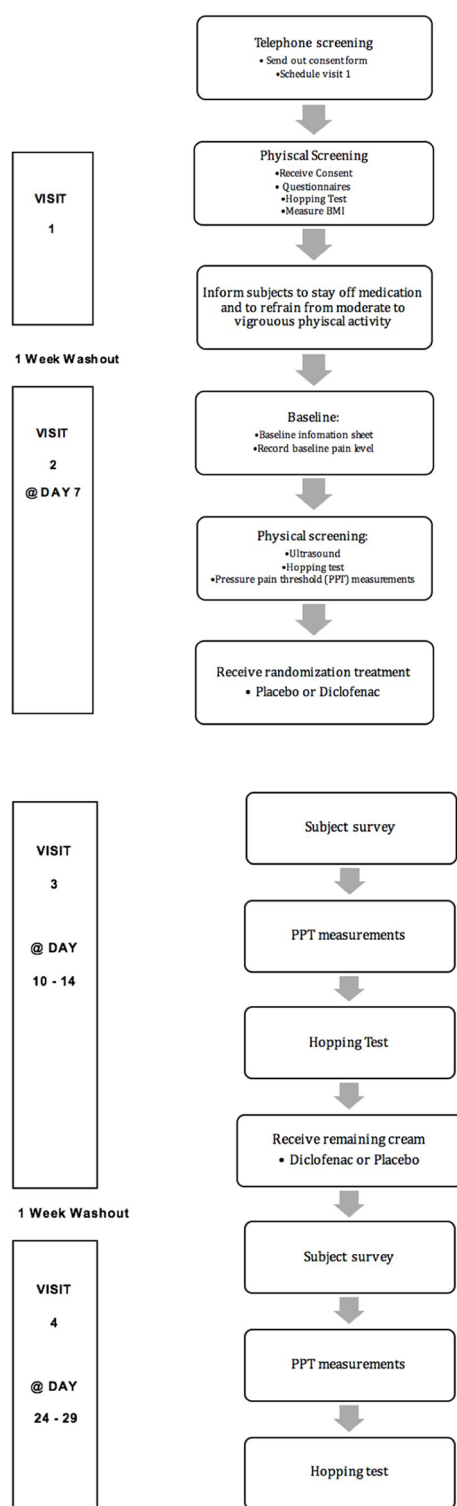 Telephone screening
• Send out consent form
•Schedule visit 1
Phyiscal Screening
•Receive Consent
• Questionnaires
•Hopping Test
•Measure BMI
VISIT
1
Inform subjects to stay off medication
and to refrain from moderate to
vigrouous phyiscal activity
1 Week Washout
VISIT
2
@ DAY 7
Baseline:
•Baseline infomation sheet
•Record baseline pain level
Physical screening:
•Ultrasound
•Hopping test
•Pressure pain threshold (PPT) measurements
Receive randomization treatment
• Placebo or Diclofenac
VISIT
3
@ DAY
10 - 14
Subject survey
PPT measurements
Hopping Test
Receive remaining cream
• Diclofenac or Placebo
1 Week Washout
VISIT
4
@ DAY
24 - 29
Subject survey
PPT measurements
Hopping test